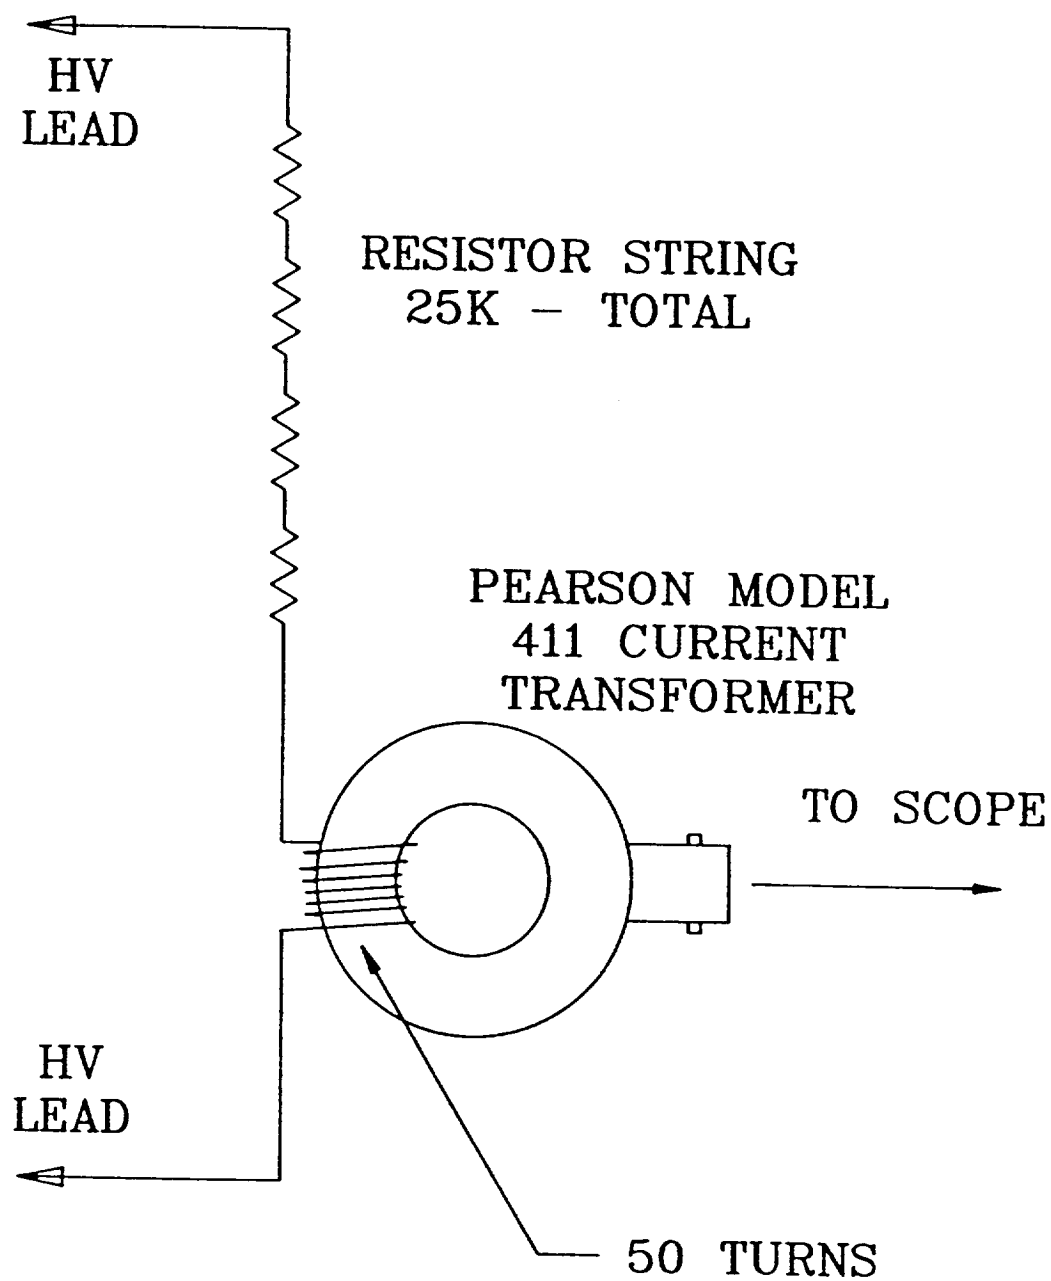 HV
LEAD
RESISTOR STRING
25K – TOTAL
PEARSON MODEL
411 CURRENT
TRANSFORMER
TO SCOPE
HV
LEAD
50 TURNS